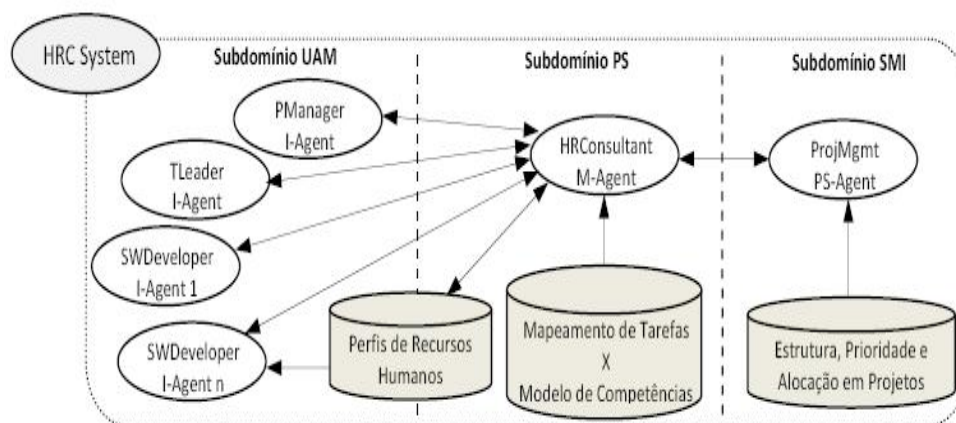 HRC System
Subdomínio UAM
Subdomínio PS
Subdomínio SMI
PManager
I-Agent
TLeader
I-Agent
SWDeveloper
I-Agent 1
SWDeveloper
I-Agent n
HRConsultant
M-Agent
ProjMgmt
PS-Agent
Perfis de Recursos
Humanos
Mapeamento de Tarefas
X
Modelo de Competências
Estrutura, Prioridade e
Alocação em Projetos